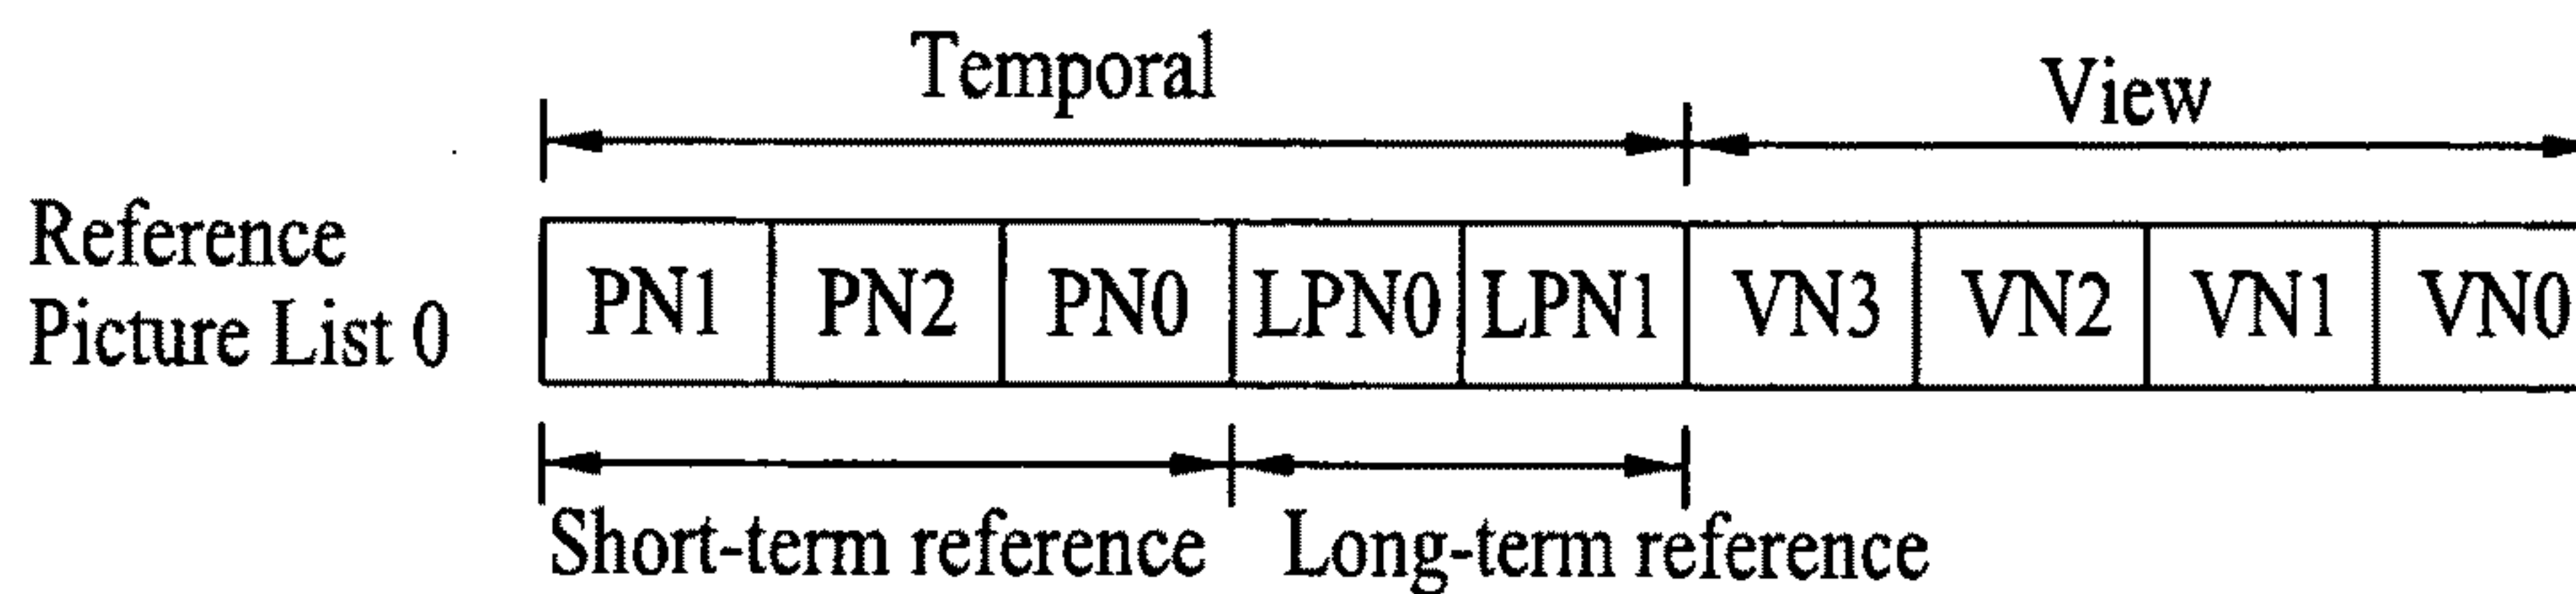 Temporal
View
Reference
Picture List 0
PN1 PN2 PN0 LPN0 LPN1 VN3 VN2 VN1 VN0
Short-term reference
Long-term reference